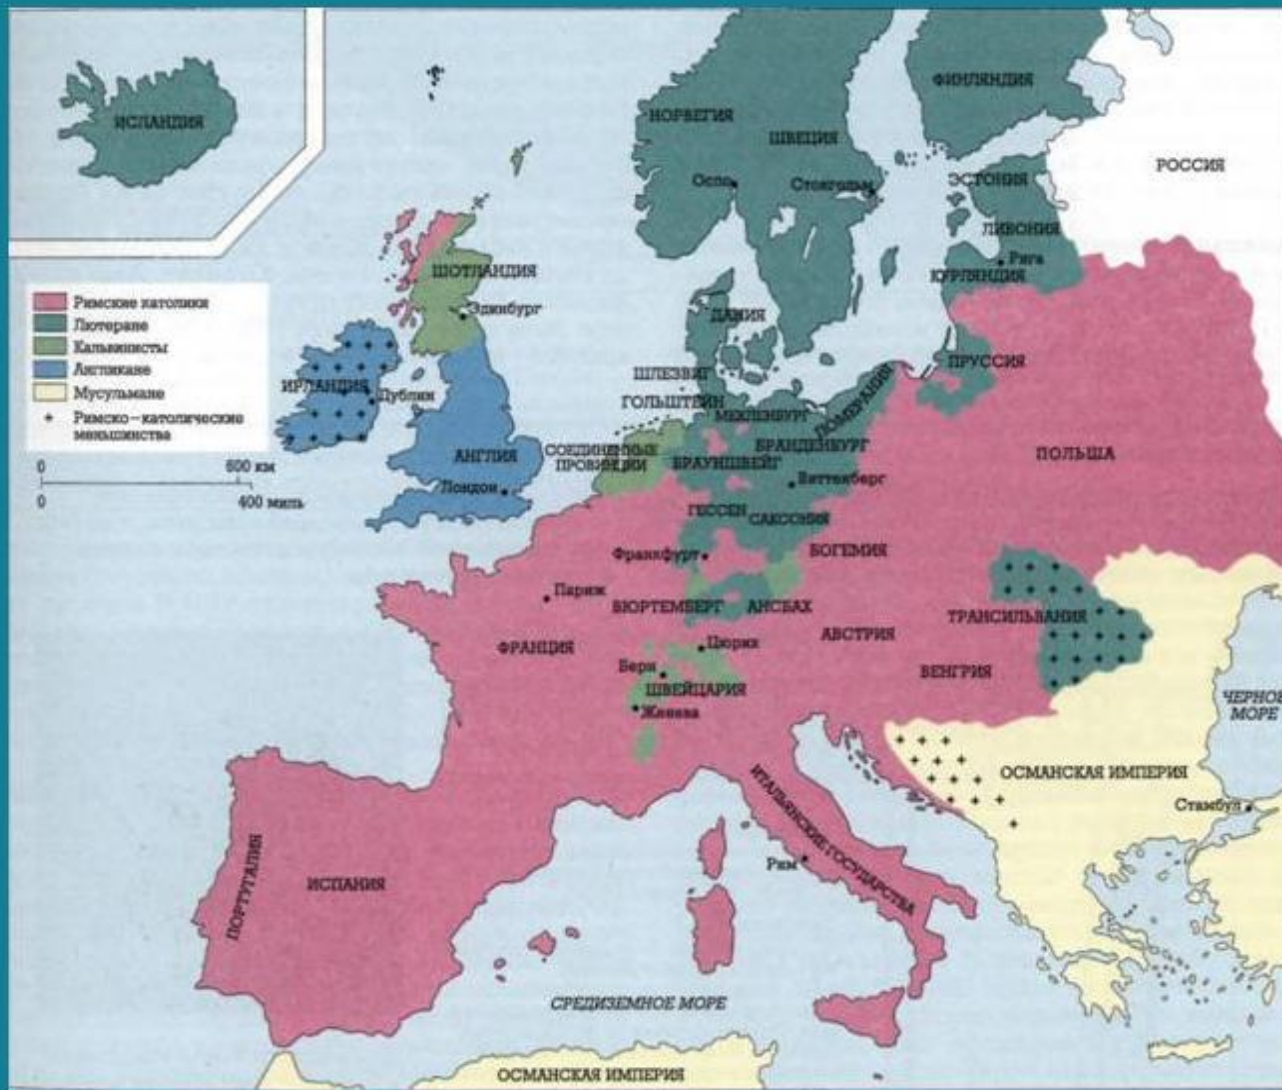 ИСЛАНДИЯ
НОРВЕГИЯ
ШВЕЦИЯ
ФИНЛЯНДИЯ
РОССИЯ
Осло
Стокгольм
ЭСТОНИЯ
ЛИВОНИЯ
Рига
КУРЛЯНДИЯ
ШОТЛАНДИЯ
Эдинбург
Римские католики
Лютеране
Кальвинисты
Англикане
Мусульмане
Римско-католические
меньшинства
0 600 км
400 миль
ДАНИЯ
ПРУССИЯ
ШЛЕЗВИГ
ГОЛЬШТЕЙН
МЕКЛЕНБУРГ
ПОМЕРАНИЯ
ИРЛАНДИЯ
Дублин
АНГЛИЯ
Лондон
СОЕДИНЕННЫЕ
ПРОВИНЦИИ
БРАУНШВЕЙГ
БРАНДЕНБУРГ
Виттенберг
ПОЛЬША
ГЕССЕН
САКСОНИЯ
Франкфурт
БОГЕМИЯ
Париж
ВЮРТЕМБЕРГ
АНСБАХ
ТРАНСИЛЬВАНИЯ
ФРАНЦИЯ
Цюрих
АВСТРИЯ
Берн
ШВЕЙЦАРИЯ
ВЕНГРИЯ
Женева
ЧЕРНОЕ
МОРЕ
ИТАЛЬЯНСКИЕ ГОСУДАРСТВА
ОСМАНСКАЯ ИМПЕРИЯ
Стамбул
Рим
ПОРТУГАЛИЯ
ИСПАНИЯ
СРЕДИЗЕМНОЕ МОРЕ
ОСМАНСКАЯ ИМПЕРИЯ